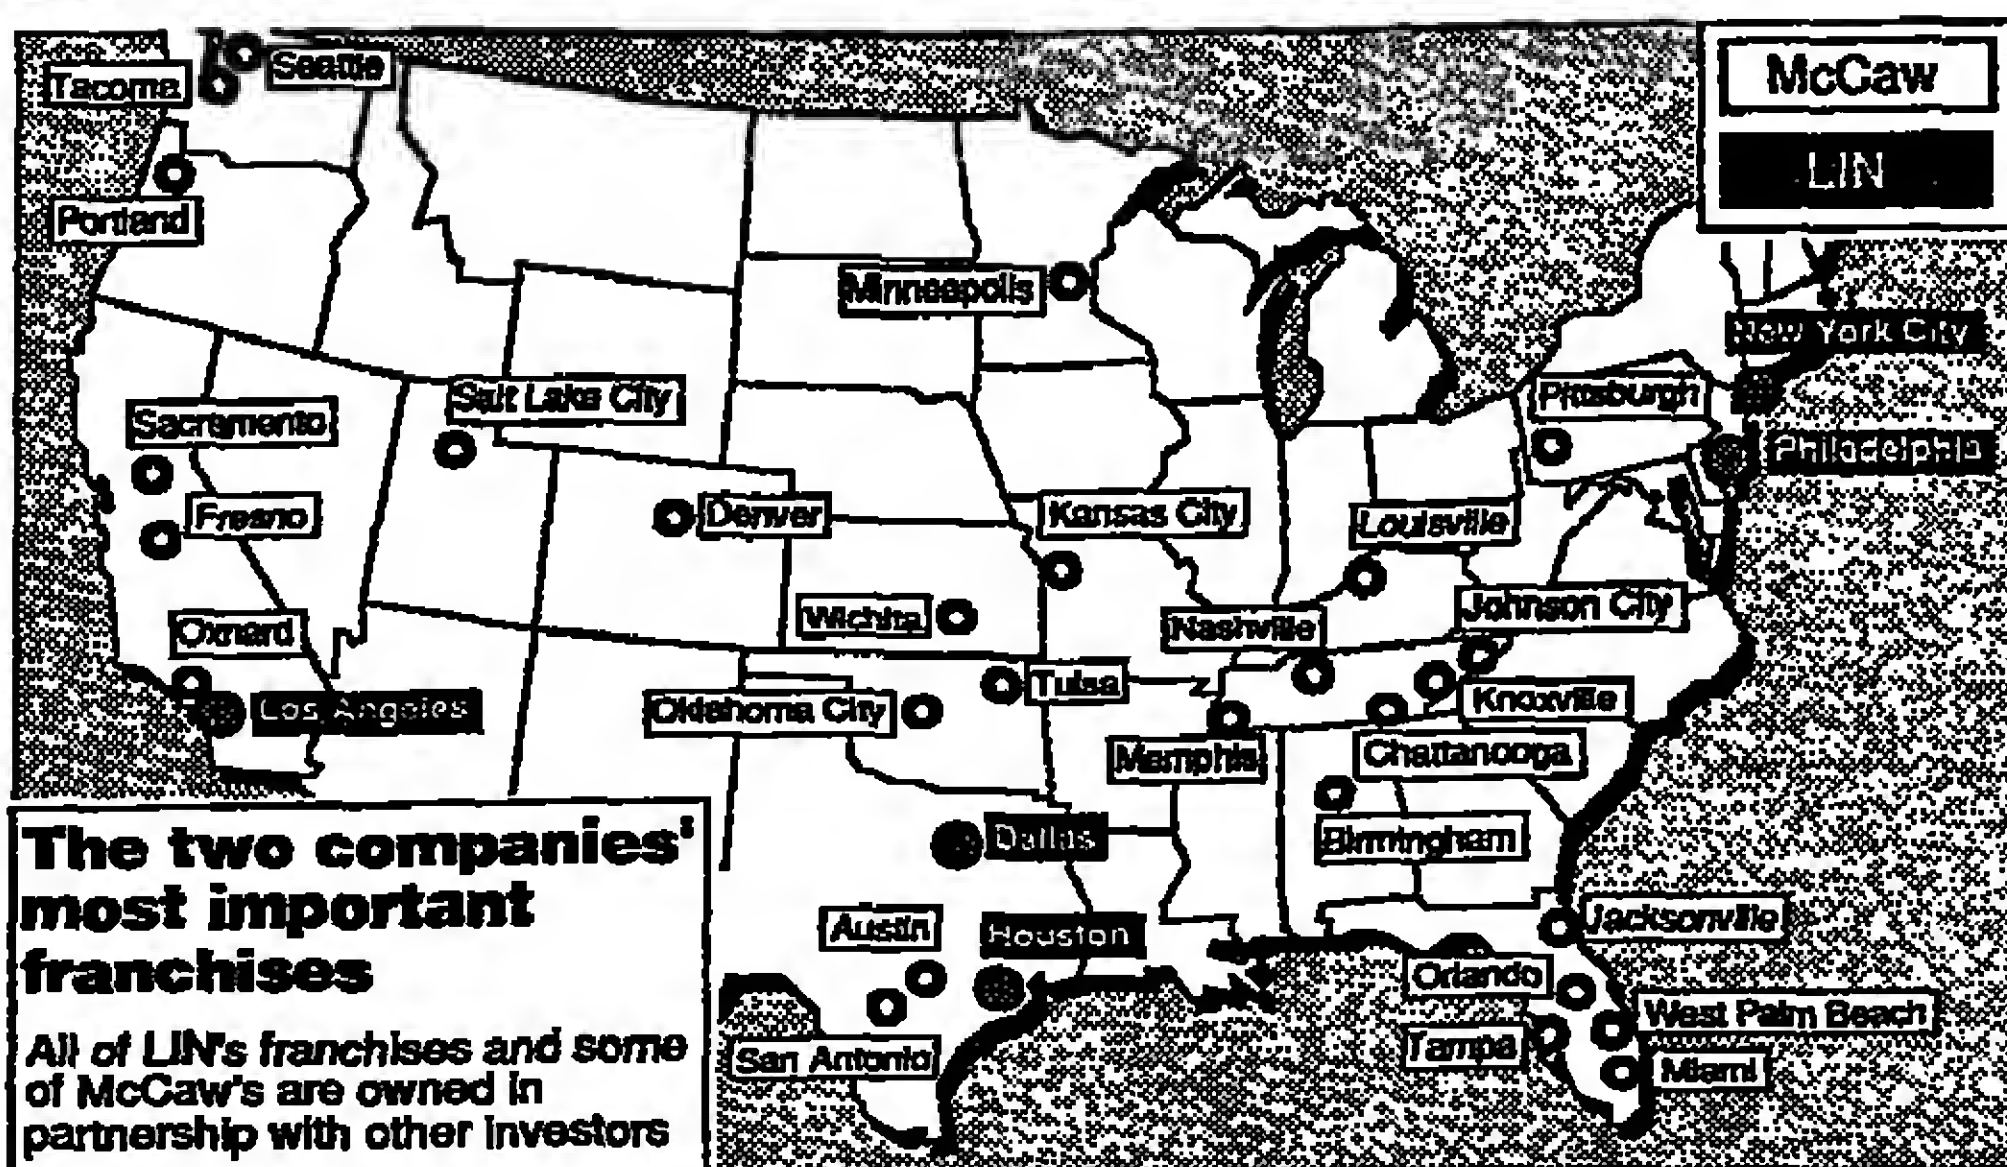 McCaw
LIN
Seattle
Tacoma
Portland
Minneapolis
New York City
Salt Lake City
Pittsburgh
Sacramento
Philadelphia
Fresno
Denver
Kansas City
Louisville
Wichita
Oxnard
Nashville
Johnson City
Los Angeles
Oklahoma City
Tulsa
Knoxville
Memphis
Chattanooga
Dallas
Birmingham
Austin
Houston
Jacksonville
Orlando
West Palm Beach
San Antonio
Tampa
Miami
The two companies'
most important
franchises
All of LIN's franchises and some
of McCaw's are owned in
partnership with other investors